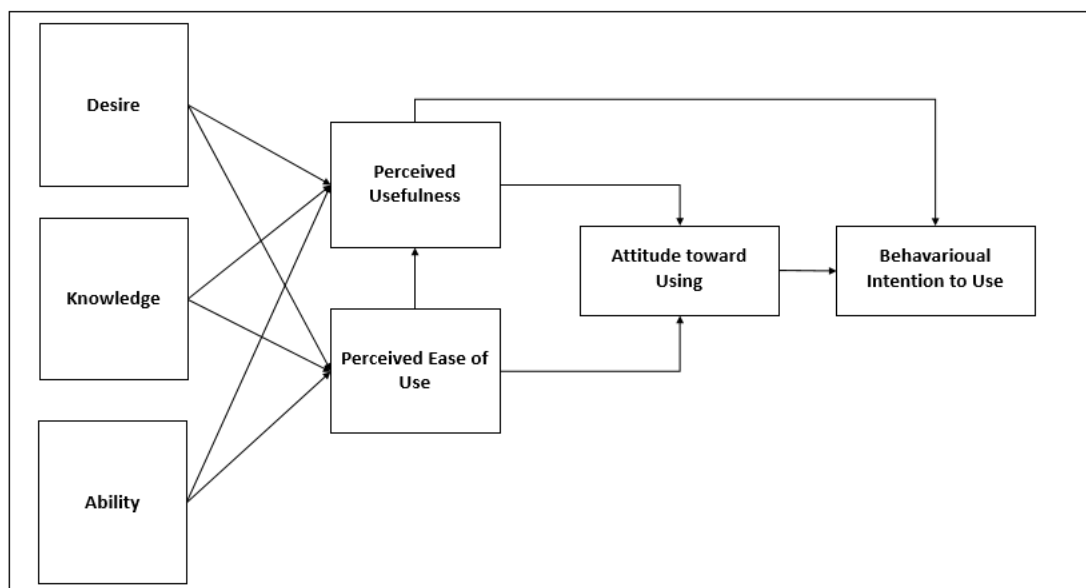 Desire
Perceived
Usefulness
Knowledge
Attitude toward
Using
Behavarioual
Intention to Use
Perceived Ease of
Use
Ability